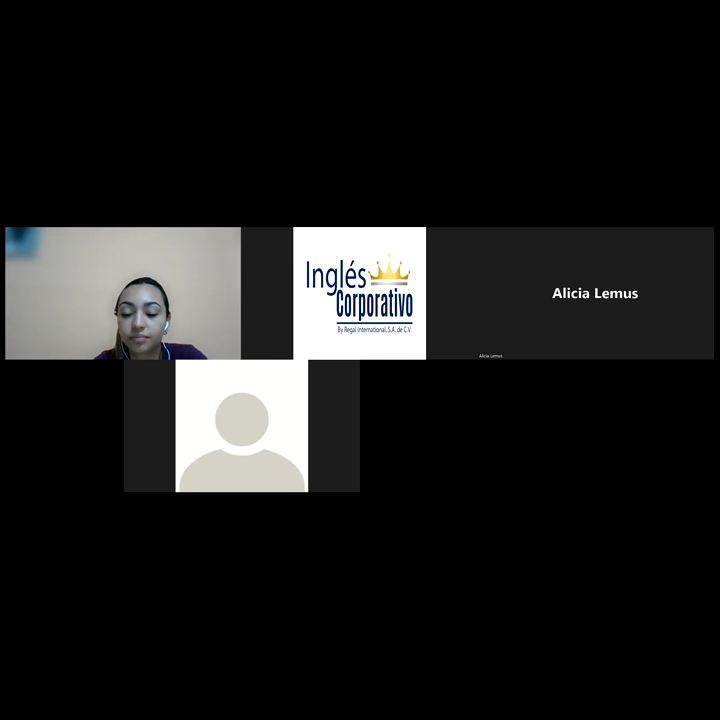 Inglés
Corporativo
By Regal International, S.A. de C.V.
Alicia Lemus
Alicia Lemus